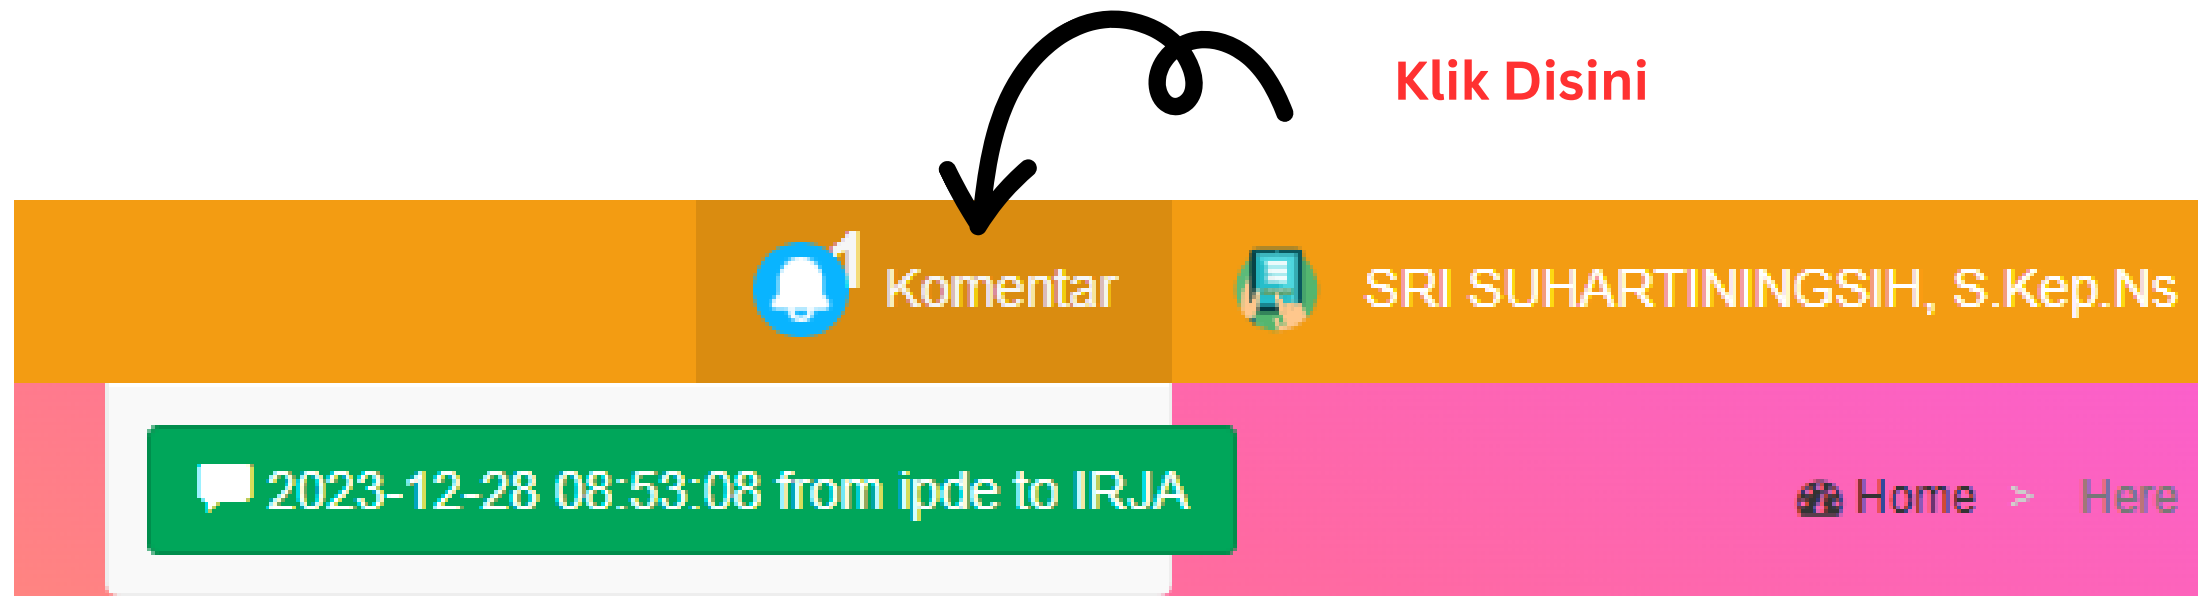 Klik Disini
1 Komentar
SRI SUHARTININGSIH, S.Kep.Ns
2023-12-28 08:53:08 from ipde to IRJA
Home > Here